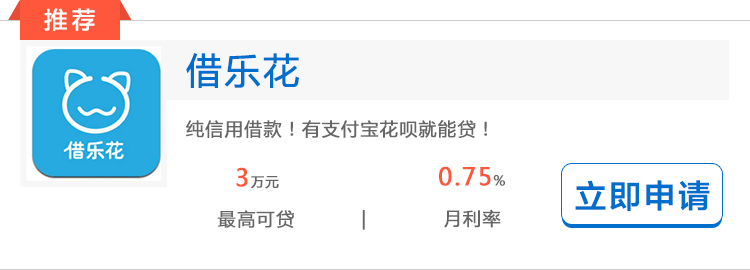 推荐
借乐花
借乐花
纯信用借款！有支付宝花呗就能贷！
3万元
0.75%
立即申请
最高可贷 | 月利率